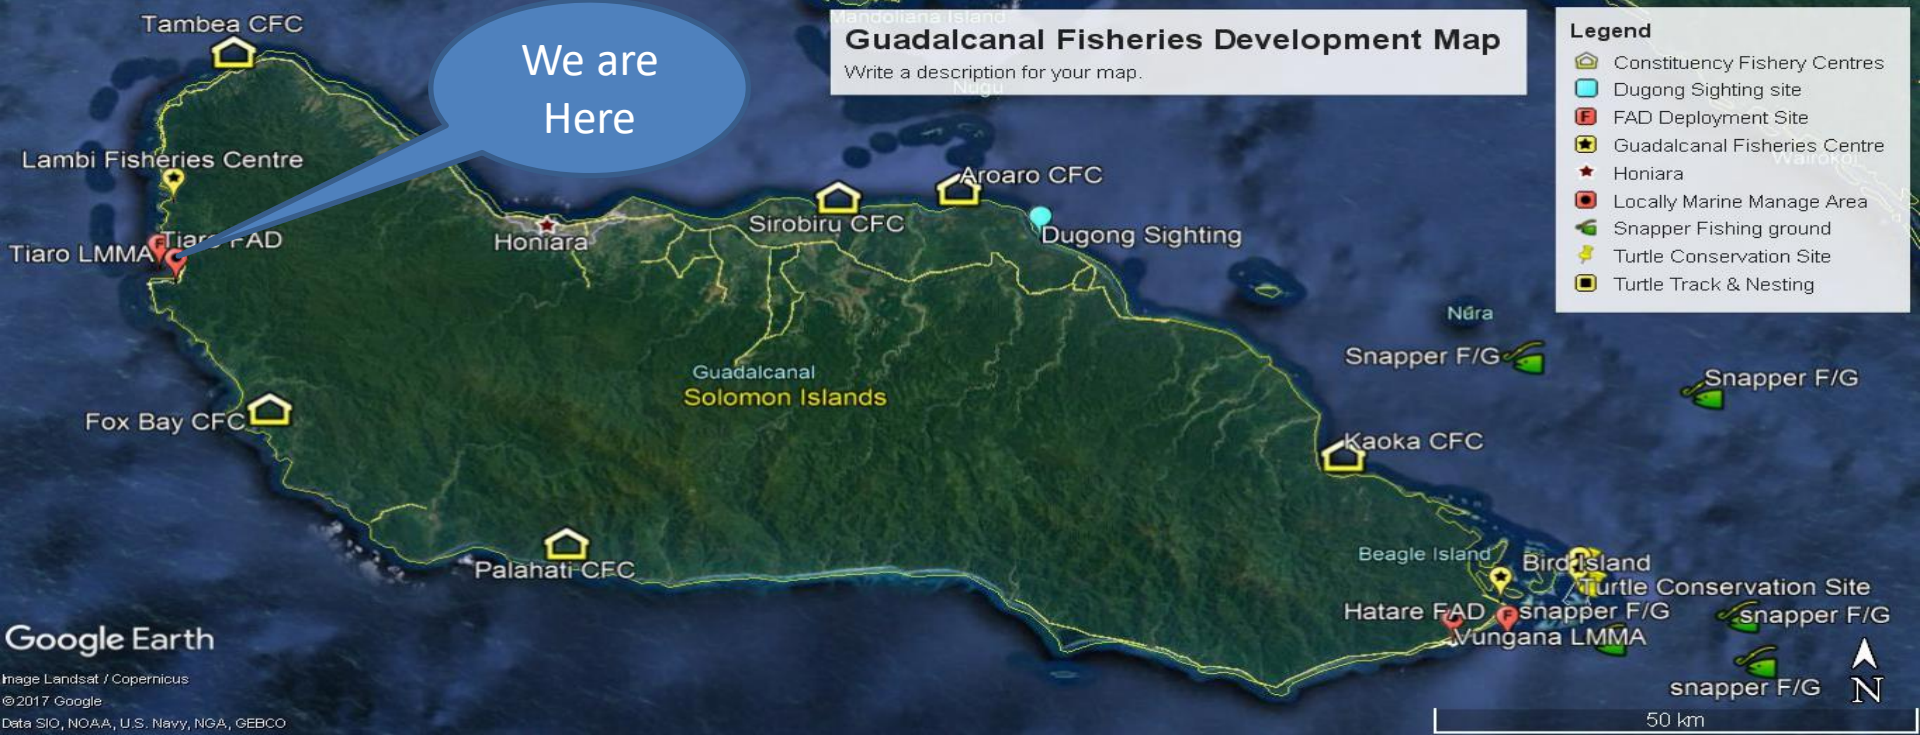 Tambea CFC
We are
Here
Mandoliana Island
Guadalcanal Fisheries Development Map
Write a description for your map.
Nugu
Legend
Constituency Fishery Centres
Dugong Sighting site
F FAD Deployment Site
Guadalcanal Fisheries Centre
Honiara
Locally Marine Manage Area
Snapper Fishing ground
Turtle Conservation Site
Turtle Track & Nesting
Lambi Fisheries Centre
Aroaro CFC
Sirobiru CFC
Honiara
Dugong Sighting
Tiaro FAD
Tiaro LMMA
F
Nura
Snapper F/G
Snapper F/G
Guadalcanal
Solomon Islands
Fox Bay CFC
Kaoka CFC
Palahati CFC
Beagle Island
Bird Island
Turtle Conservation Site
Hatare FAD
F
snapper F/G
snapper F/G
Vungana LMMA
snapper F/G
N
50 km
Google Earth
Image Landsat / Copernicus
©2017 Google
Data SIO, NOAA, U.S. Navy, NGA, GEBCO